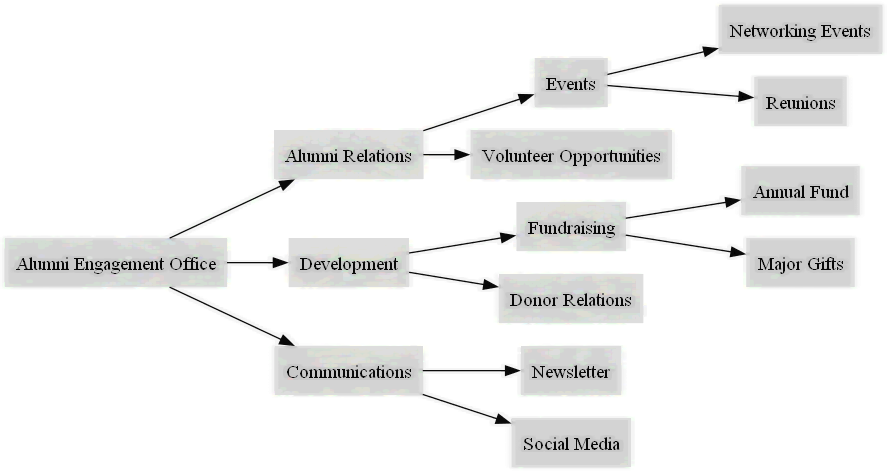 Networking Events
Events
Reunions
Alumni Relations
Volunteer Opportunities
Annual Fund
Fundraising
Alumni Engagement Office
Development
Major Gifts
Donor Relations
Communications
Newsletter
Social Media